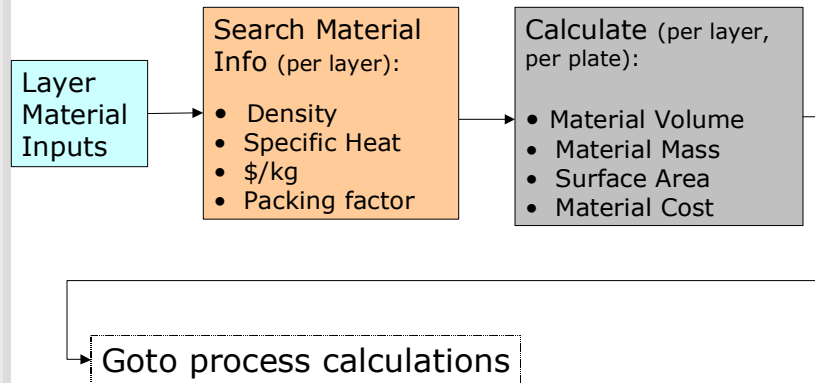 Layer
Material
Inputs
Search Material
Info (per layer):
• Density
• Specific Heat
• $/kg
• Packing factor
Calculate (per layer,
per plate):
• Material Volume
• Material Mass
• Surface Area
• Material Cost
Goto process calculations